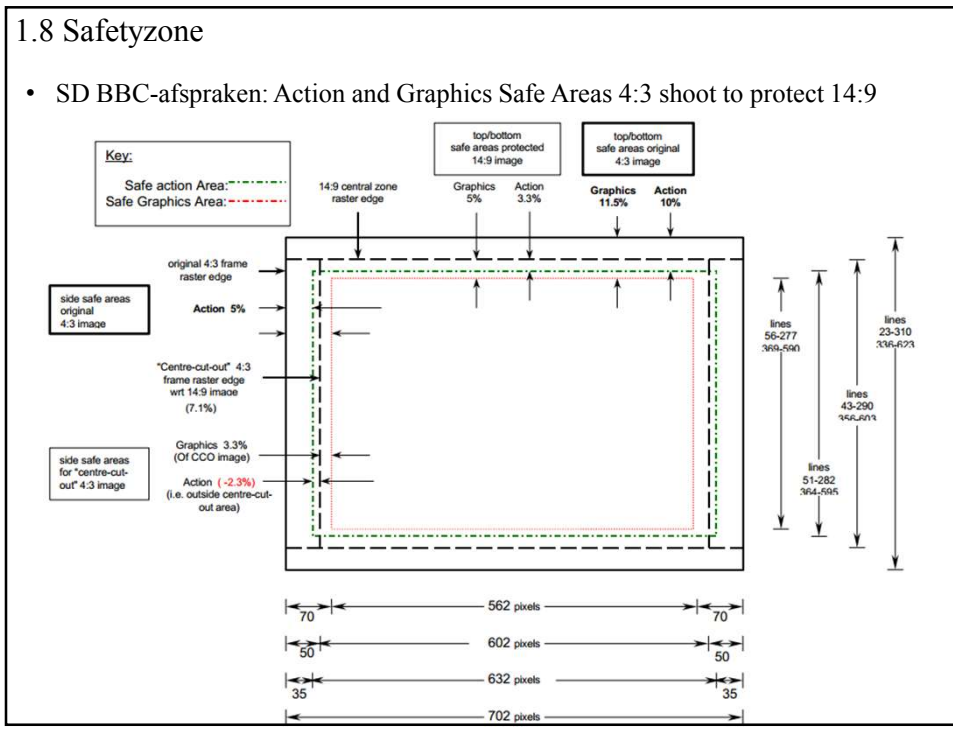 1.8 Safetyzone
• SD BBC-afspraken: Action and Graphics Safe Areas 4:3 shoot to protect 14:9
Key:
Safe action Area:
Safe Graphics Area:
14:9 central zone
raster edge
top/bottom
safe areas protected
14:9 image
Graphics
5%
Action
3.3%
top/bottom
safe areas original
4:3 image
Graphics
11.5%
Action
10%
original 4:3 frame
raster edge
side safe areas
original
4:3 image
Action 5%
"Centre-cut-out" 4:3
frame raster edge
wrt 14:9 image
(7.1%)
side safe areas
for "centre-cut-
out" 4:3 image
Graphics 3.3%
(Of CCO image)
Action ( -2.3%)
(i.e. outside centre-cut-
out area)
lines
56-277
369-590
lines
51-282
364-595
lines
43-290
356-603
lines
23-310
336-623
70
562 pixels
70
50
602 pixels
50
35
632 pixels
35
702 pixels